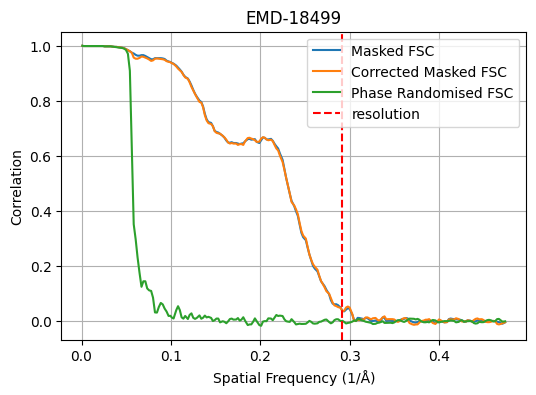 EMD-18499
Masked FSC
Corrected Masked FSC
Phase Randomised FSC
resolution
Correlation
1.0
0.8
0.6
0.4
0.2
0.0
0.0 0.1 0.2 0.3 0.4
Spatial Frequency (1/Å)